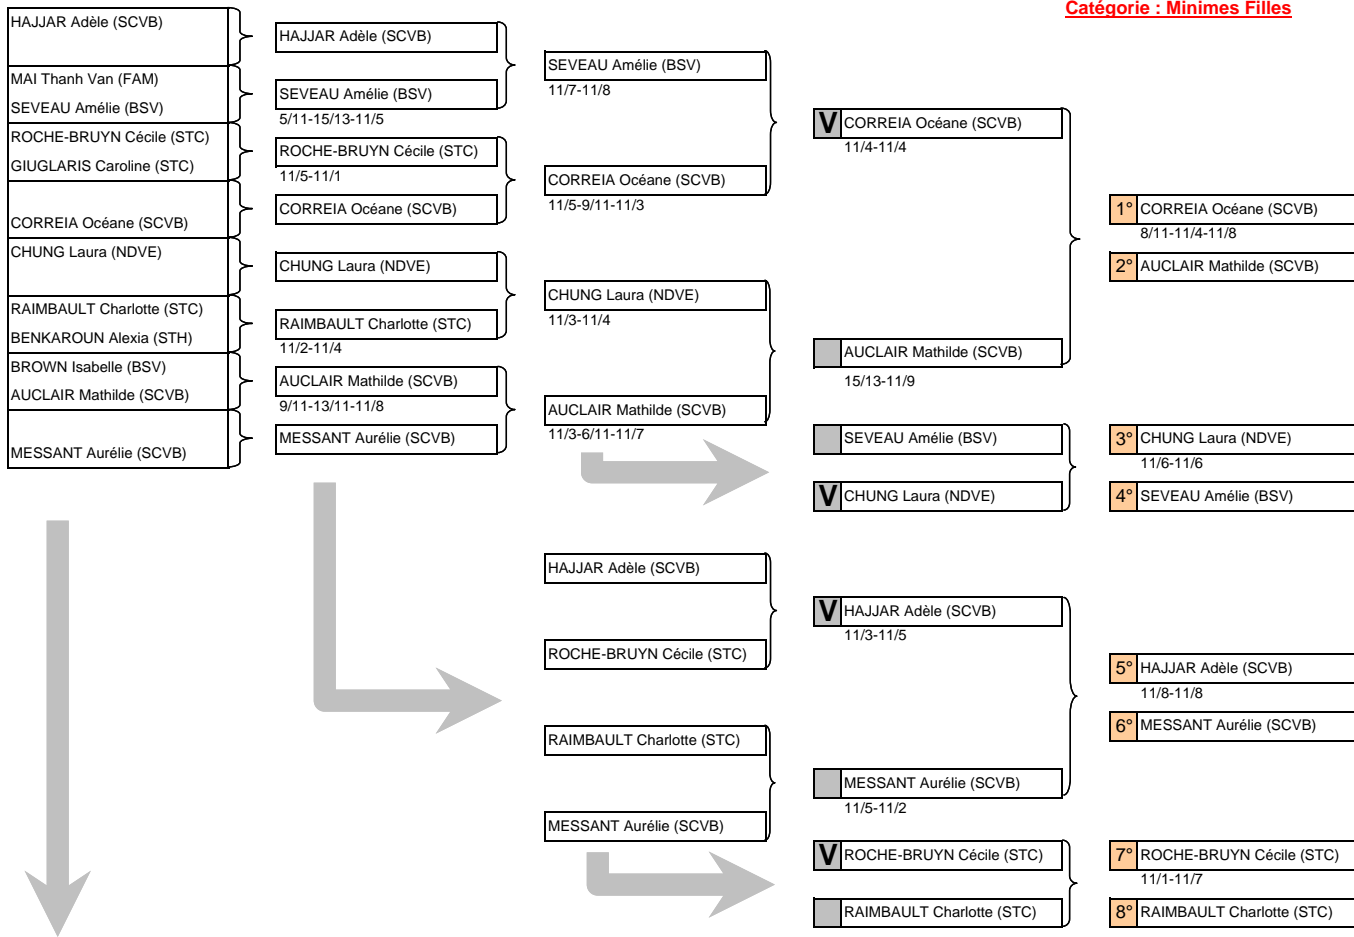 Catégorie : Minimes Filles
HAJJAR Adèle (SCVB)
MAI Thanh Van (FAM)
SEVEAU Amélie (BSV)
ROCHE-BRUYN Cécile (STC)
GIUGLARIS Caroline (STC)
CORREIA Océane (SCVB)
CHUNG Laura (NDVE)
RAIMBAULT Charlotte (STC)
BENKAROUN Alexia (STH)
BROWN Isabelle (BSV)
AUCLAIR Mathilde (SCVB)
MESSANT Aurélie (SCVB)
HAJJAR Adèle (SCVB)
SEVEAU Amélie (BSV)
5/11-15/13-11/5
ROCHE-BRUYN Cécile (STC)
11/5-11/1
CORREIA Océane (SCVB)
CHUNG Laura (NDVE)
RAIMBAULT Charlotte (STC)
11/2-11/4
AUCLAIR Mathilde (SCVB)
9/11-13/11-11/8
MESSANT Aurélie (SCVB)
SEVEAU Amélie (BSV)
11/7-11/8
CORREIA Océane (SCVB)
11/5-9/11-11/3
CHUNG Laura (NDVE)
11/3-11/4
AUCLAIR Mathilde (SCVB)
11/3-6/11-11/7
HAJJAR Adèle (SCVB)
ROCHE-BRUYN Cécile (STC)
RAIMBAULT Charlotte (STC)
MESSANT Aurélie (SCVB)
V CORREIA Océane (SCVB)
11/4-11/4
AUCLAIR Mathilde (SCVB)
15/13-11/9
SEVEAU Amélie (BSV)
V CHUNG Laura (NDVE)
V HAJJAR Adèle (SCVB)
11/3-11/5
MESSANT Aurélie (SCVB)
11/5-11/2
V ROCHE-BRUYN Cécile (STC)
RAIMBAULT Charlotte (STC)
1° CORREIA Océane (SCVB)
8/11-11/4-11/8
2° AUCLAIR Mathilde (SCVB)
3° CHUNG Laura (NDVE)
11/6-11/6
4° SEVEAU Amélie (BSV)
5° HAJJAR Adèle (SCVB)
11/8-11/8
6° MESSANT Aurélie (SCVB)
7° ROCHE-BRUYN Cécile (STC)
11/1-11/7
8° RAIMBAULT Charlotte (STC)